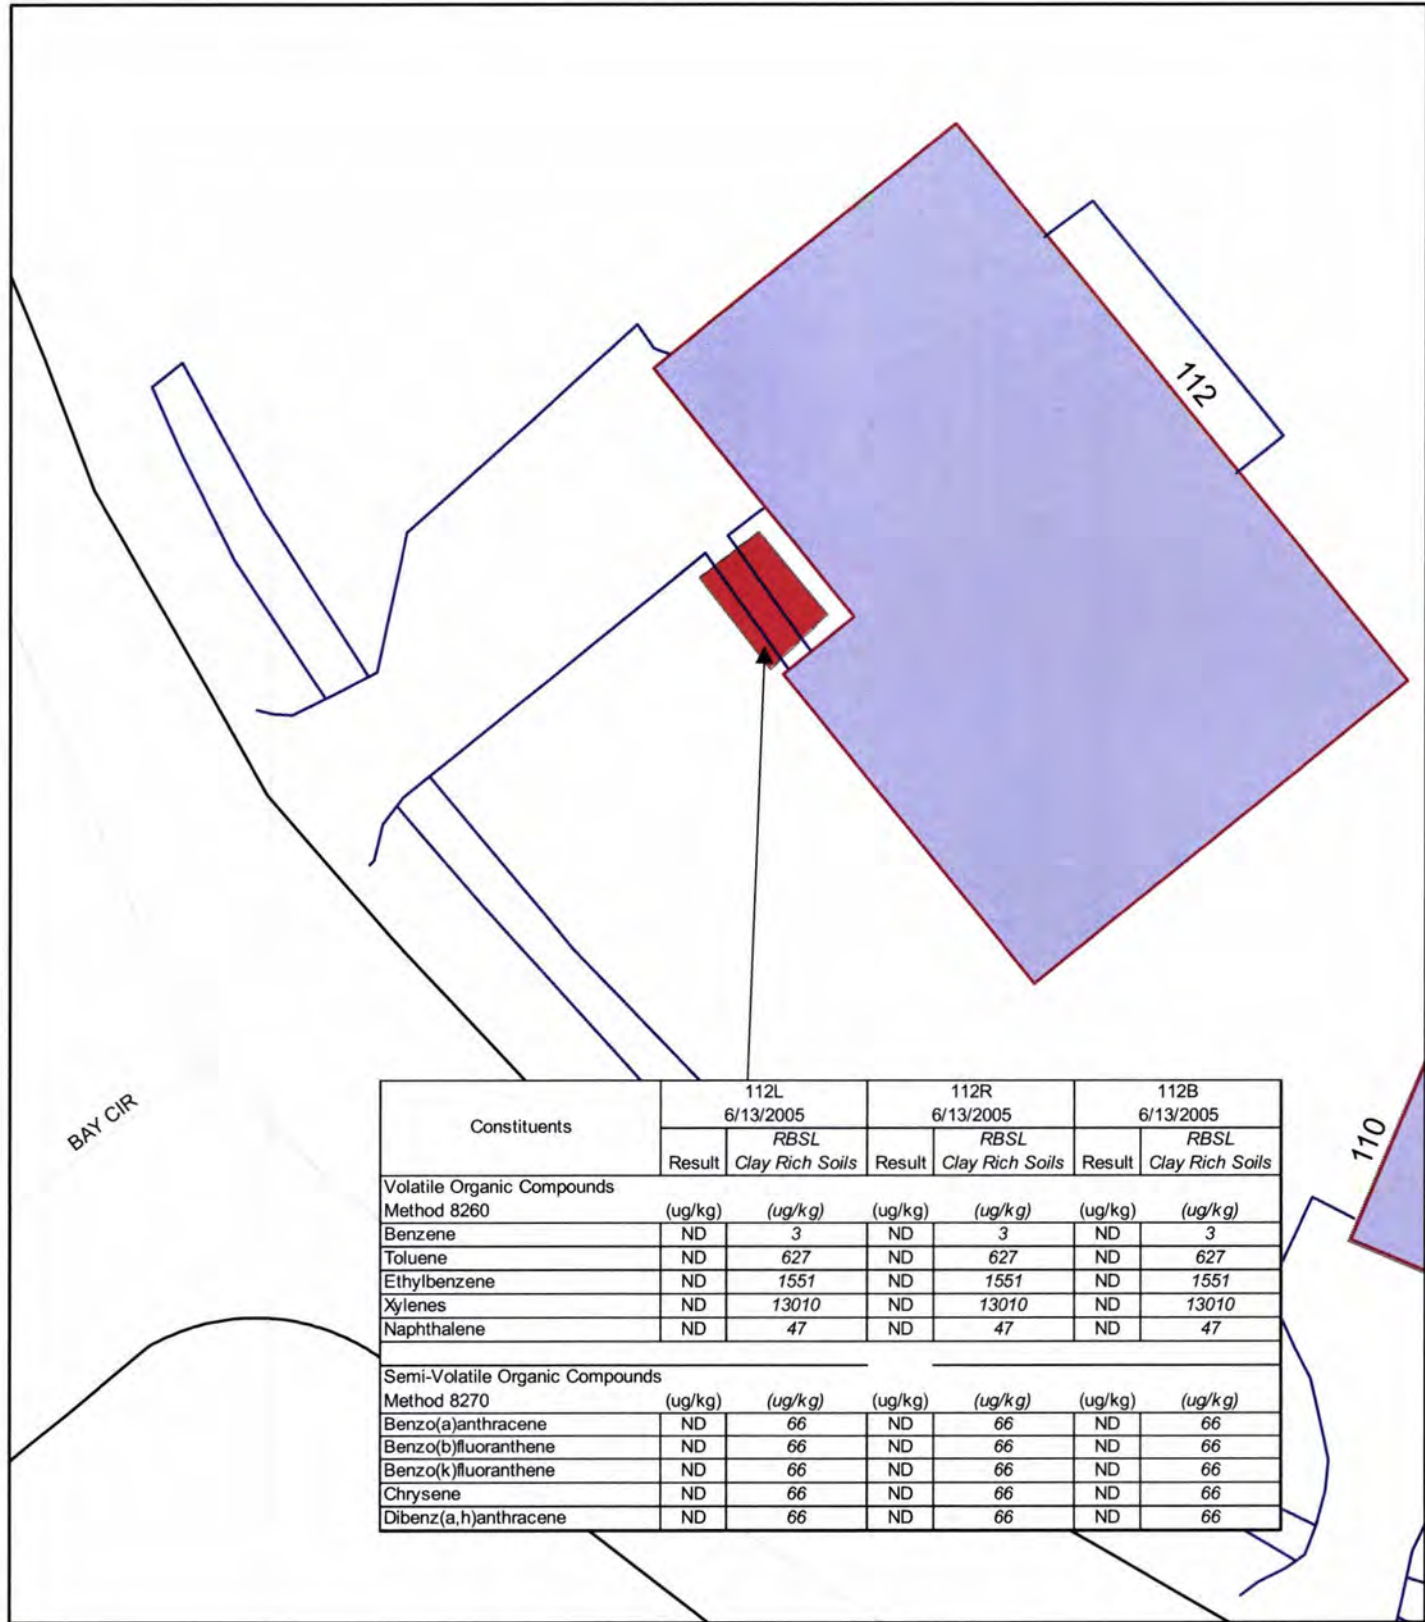 112
BAY CIR
110
Constituents 112L 112R 112B
6/13/2005 6/13/2005 6/13/2005
RBSL RBSL RBSL
Result Clay Rich Soils Result Clay Rich Soils Result Clay Rich Soils
Volatile Organic Compounds
Method 8260 (ug/kg) (ug/kg) (ug/kg) (ug/kg) (ug/kg) (ug/kg)
Benzene ND 3 ND 3 ND 3
Toluene ND 627 ND 627 ND 627
Ethylbenzene ND 1551 ND 1551 ND 1551
Xylenes ND 13010 ND 13010 ND 13010
Naphthalene ND 47 ND 47 ND 47
Semi-Volatile Organic Compounds
Method 8270 (ug/kg) (ug/kg) (ug/kg) (ug/kg) (ug/kg) (ug/kg)
Benzo(a)anthracene ND 66 ND 66 ND 66
Benzo(b)fluoranthene ND 66 ND 66 ND 66
Benzo(k)fluoranthene ND 66 ND 66 ND 66
Chrysene ND 66 ND 66 ND 66
Dibenz(a,h)anthracene ND 66 ND 66 ND 66